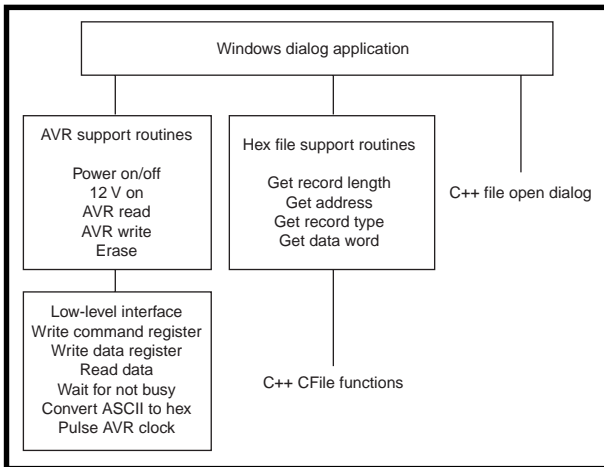 Windows dialog application
AVR support routines
Power on/off
12 V on
AVR read
AVR write
Erase
Hex file support routines
Get record length
Get address
Get record type
Get data word
C++ file open dialog
Low-level interface
Write command register
Write data register
Read data
Wait for not busy
Convert ASCII to hex
Pulse AVR clock
C++ CFile functions